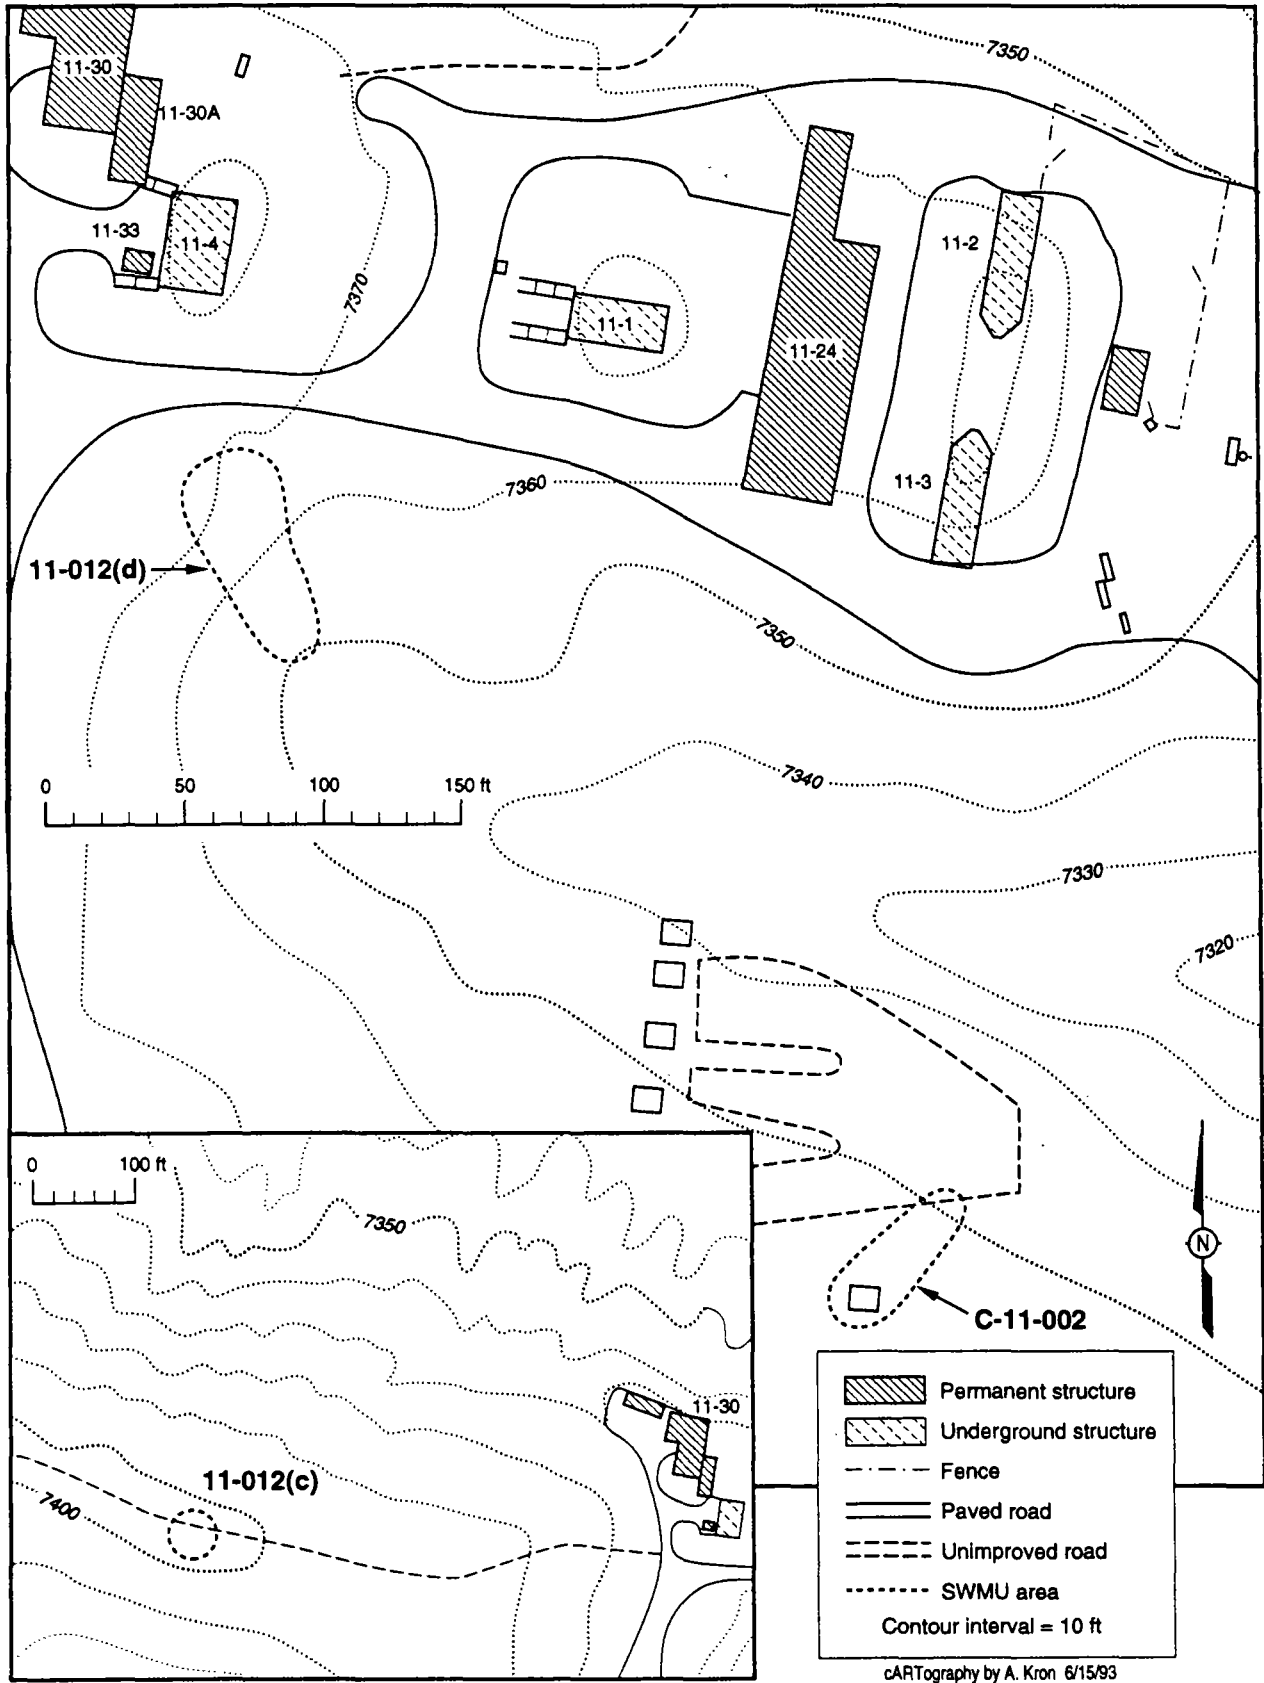 7350
11-30
11-30A
11-33
11-4
11-2
7370
11-1
11-24
11-3
7360
11-012(d)
7350
0 50 100 150 ft
7340
7330
7320
0 100 ft
7350
N
C-11-002
11-30
11-012(c)
7400
Permanent structure
Underground structure
Fence
Paved road
Unimproved road
SWMU area
Contour interval = 10 ft
cARTography by A. Kron 6/15/93